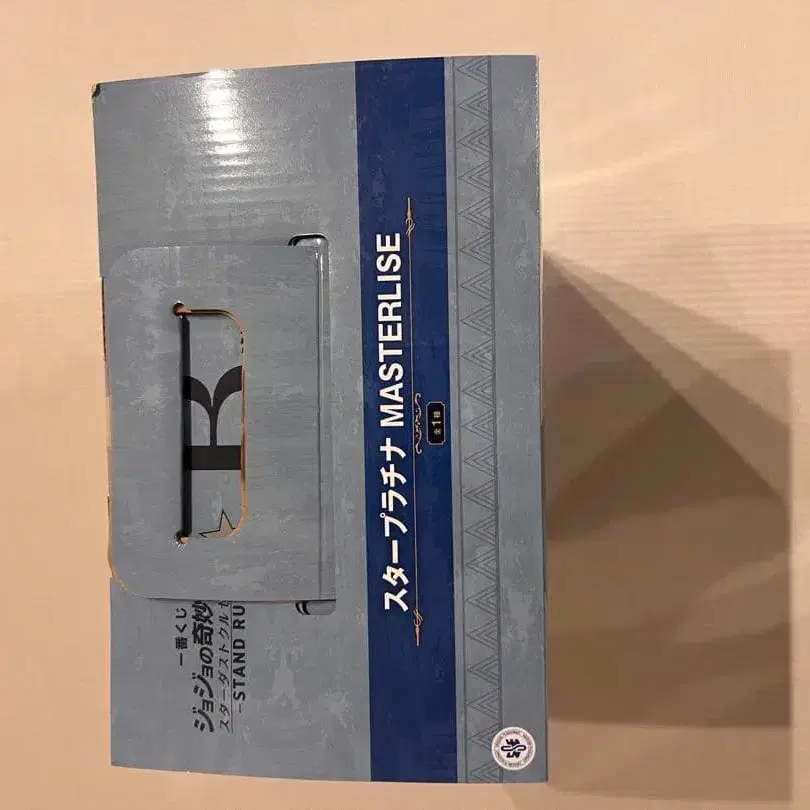 一番くじ
ジョジョの奇妙
スターダストクルセ
-STAND RU
スタープラチナ MASTERLISE
全1種